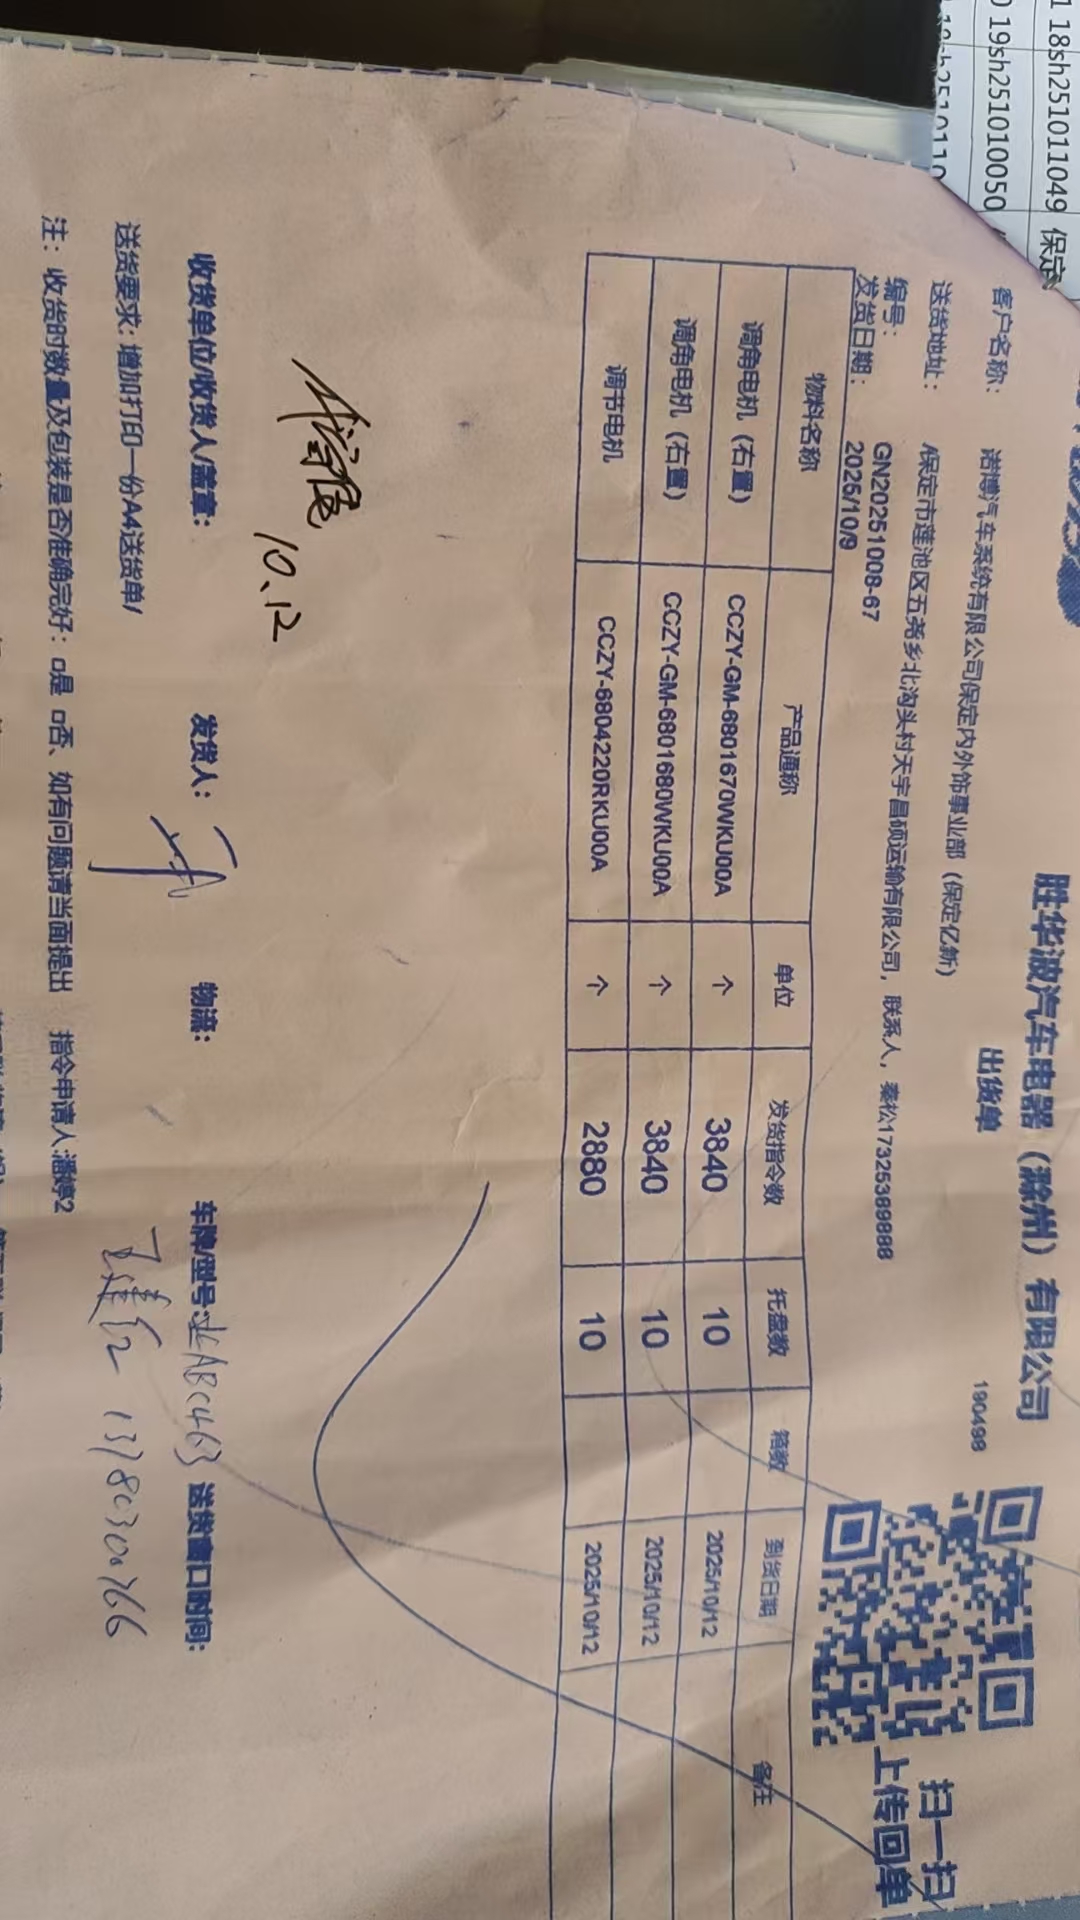 胜华波汽车电器（滁州）有限公司
出货单
190498
客户名称： 诺博汽车系统有限公司保定内外饰事业部（保定亿新）
送货地址： /保定市莲池区五尧乡北沟头村天宇昌硕运输有限公司，联系人，秦松17325389888
编号： GN20251008-67
发货日期： 2025/10/9
扫一扫
上传回单
物料名称 产品通称 单位 发货指令数 托盘数 箱数 到货日期 备注
调角电机（右置） CCZY-GM-6801670WKU00A 个 3840 10 2025/10/12
调角电机（右置） CCZY-GM-6801680WKU00A 个 3840 10 2025/10/12
调节电机 CCZY-6804220RKU00A 个 2880 10 2025/10/12
10.12
收货单位/收货人/盖章： 发货人： 物流： 车牌/型号: ABC463 送货窗口时间：
送货要求：增加打印一份A4送货单/
13780300766
注：收货时数量及包装是否准确完好：□是 □否、如有问题请当面提出 指令申请人:潘婷2
18sh251011049 保定
19sh251010050